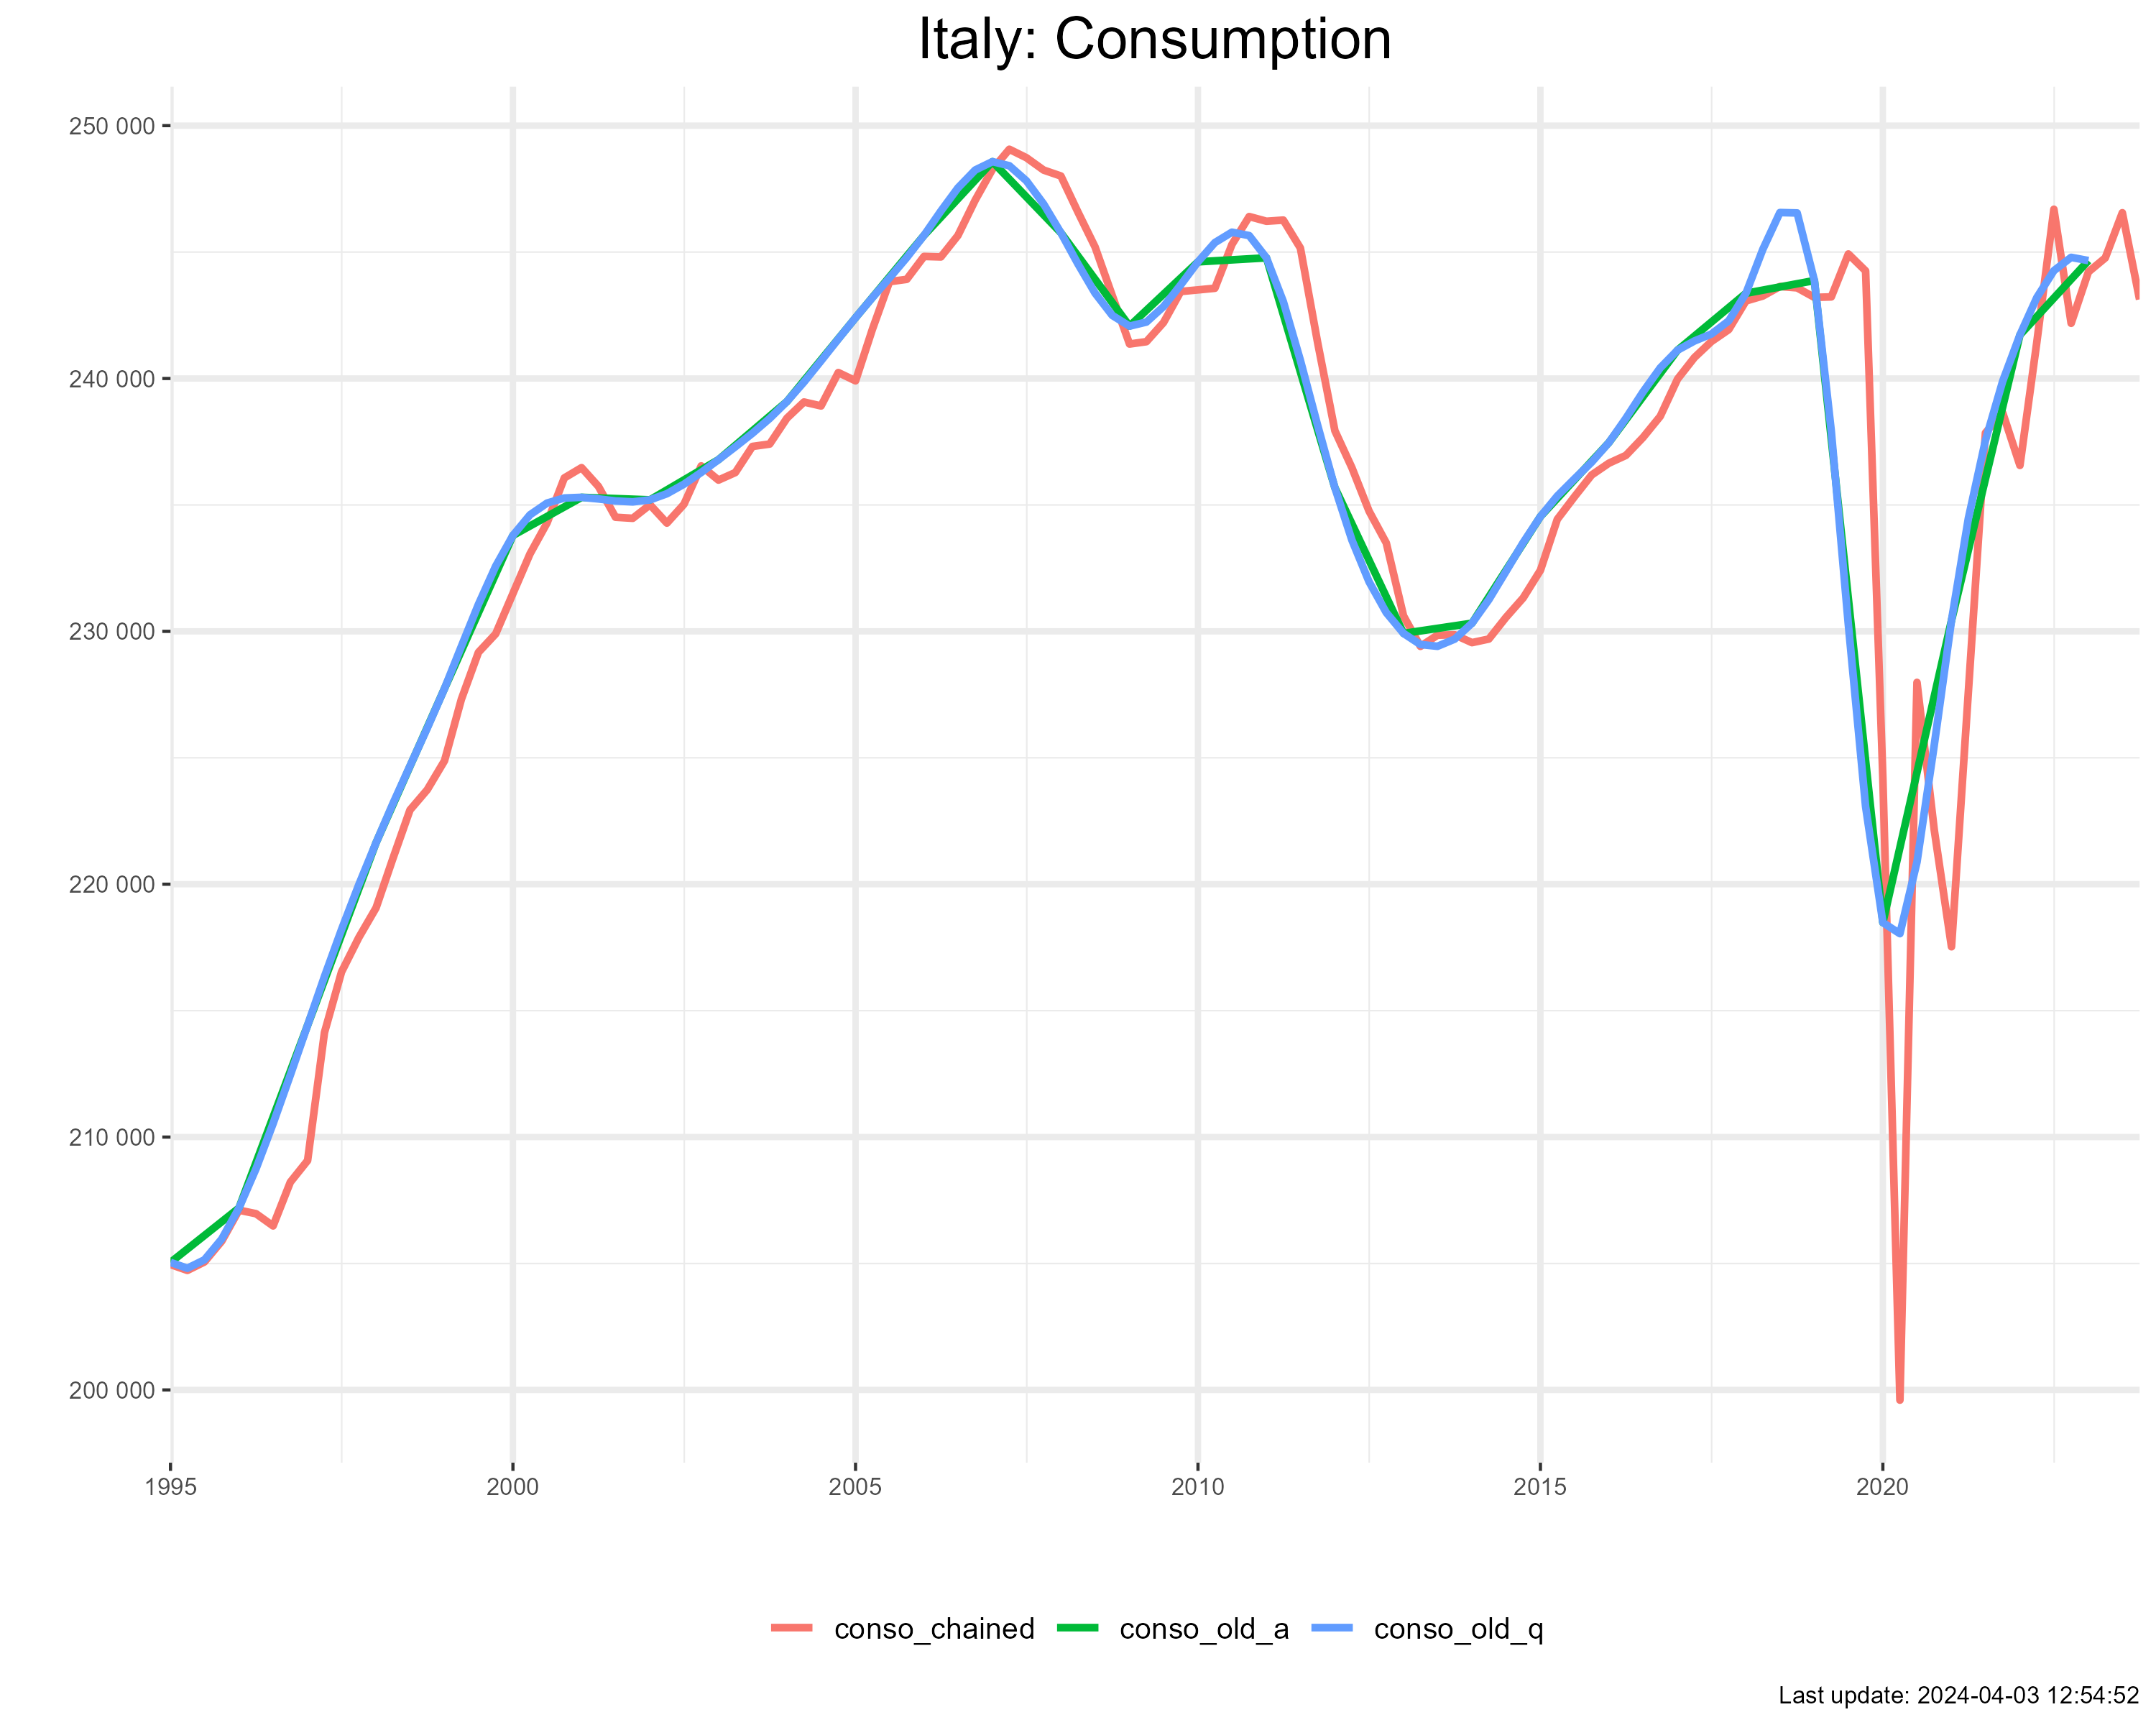 Italy: Consumption
250 000
240 000
230 000
220 000
210 000
200 000
1995 2000 2005 2010 2015 2020
conso_chained conso_old_a conso_old_q
Last update: 2024-04-03 12:54:52